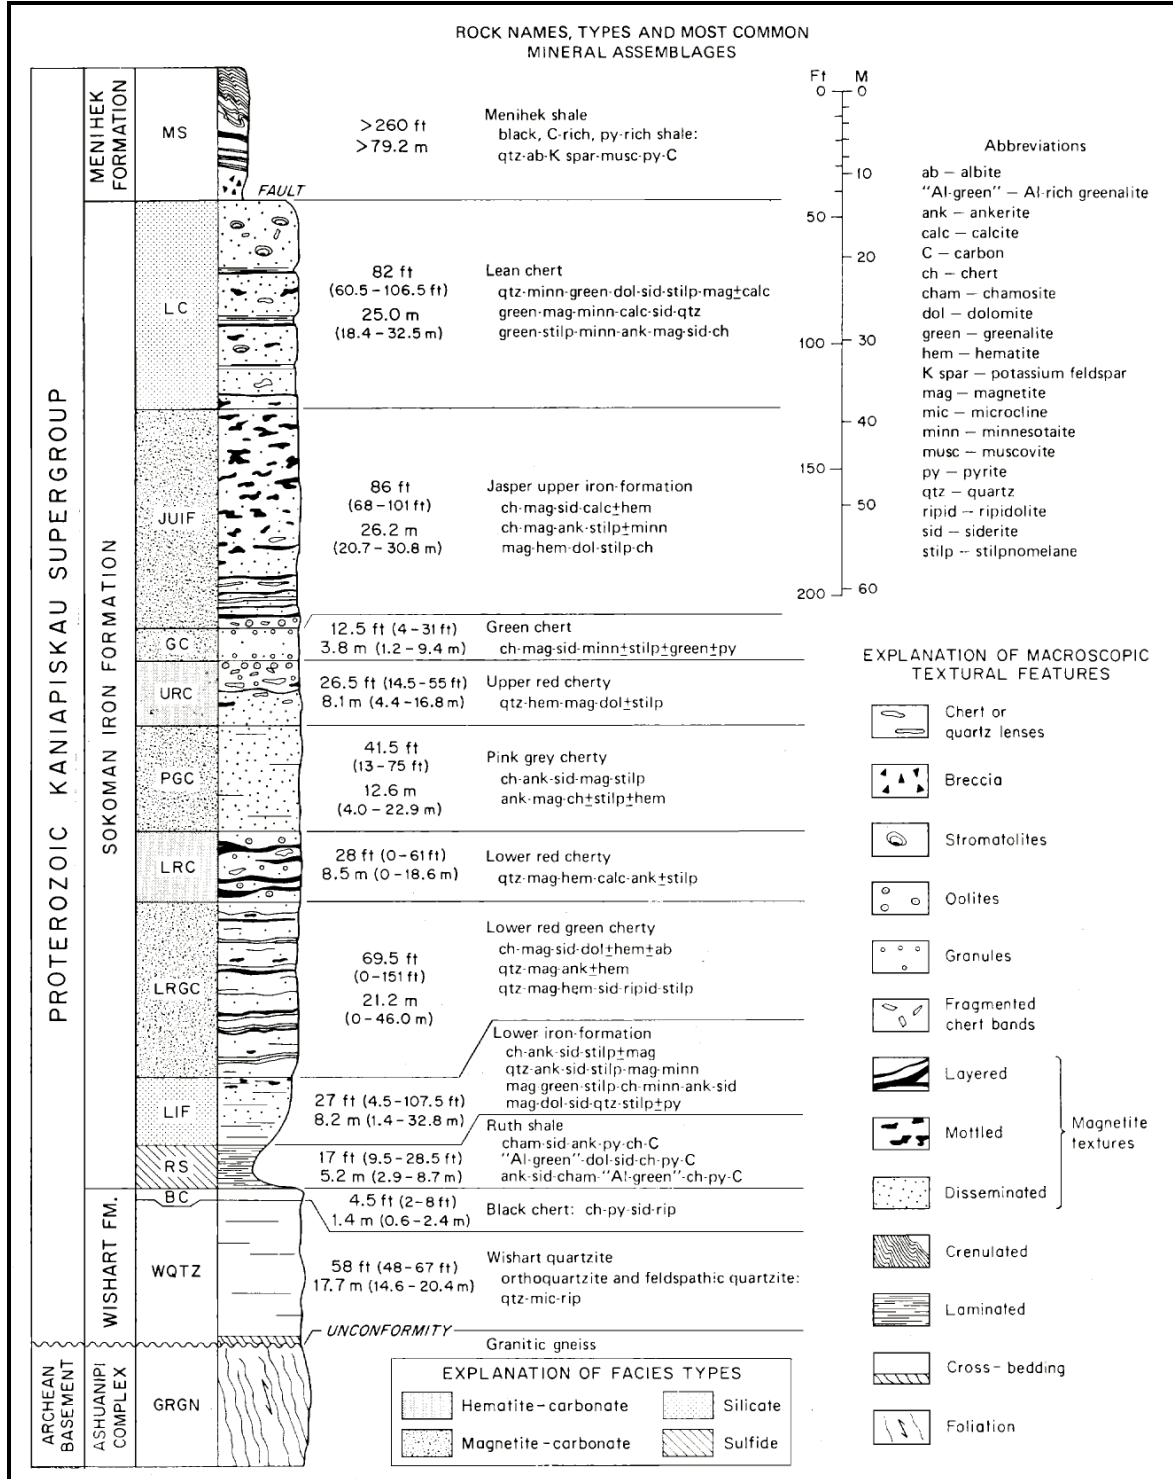 ROCK NAMES, TYPES AND MOST COMMON
MINERAL ASSEMBLAGES
PROTEROZOIC KANIAPISKAU SUPERGROUP
ARCHEAN
BASEMENT
MENIHEK
FORMATION
SOKOMAN IRON FORMATION
WISHART FM.
ASHUANIPI
COMPLEX
MS
>260 ft
>79.2 m
Menihek shale
black, C-rich, py-rich shale:
qtz-ab-K spar-musc-py-C
FAULT
LC
82 ft
(60.5-106.5 ft)
25.0 m
(18.4-32.5 m)
Lean chert
qtz-minn-green-dol-sid-stilp-mag±calc
green-mag-minn-calc-sid-qtz
green-stilp-minn-ank-mag-sid-ch
JUIF
86 ft
(68-101 ft)
26.2 m
(20.7-30.8 m)
Jasper upper iron-formation
ch-mag-sid-calc±hem
ch-mag-ank-stilp±minn
mag-hem-dol-stilp-ch
GC
12.5 ft (4-31 ft)
3.8 m (1.2-9.4 m)
Green chert
ch-mag-sid-minn±stilp±green±py
URC
26.5 ft (14.5-55 ft)
8.1 m (4.4-16.8 m)
Upper red cherty
qtz-hem-mag-dol±stilp
PGC
41.5 ft
(13-75 ft)
12.6 m
(4.0-22.9 m)
Pink grey cherty
ch-ank-sid-mag-stilp
ank-mag-ch±stilp±hem
LRC
28 ft (0-61 ft)
8.5 m (0-18.6 m)
Lower red cherty
qtz-mag-hem-calc-ank±stilp
LRGC
69.5 ft
(0-151 ft)
21.2 m
(0-46.0 m)
Lower red green cherty
ch-mag-sid-dol±hem±ab
qtz-mag-ank±hem
qtz-mag-hem-sid-ripid-stilp
LIF
27 ft (4.5-107.5 ft)
8.2 m (1.4-32.8 m)
Lower iron-formation
ch-ank-sid-stilp±mag
qtz-ank-sid-stilp-mag-minn
mag-green-stilp-ch-minn-ank-sid
mag-dol-sid-qtz-stilp±py
RS
17 ft (9.5-28.5 ft)
5.2 m (2.9-8.7 m)
Ruth shale
cham-sid-ank-py-ch-C
"Al-green"-dol-sid-ch-py-C
ank-sid-cham-"Al-green"-ch-py-C
BC
4.5 ft (2-8 ft)
1.4 m (0.6-2.4 m)
Black chert: ch-py-sid-rip
WQTZ
58 ft (48-67 ft)
17.7 m (14.6-20.4 m)
Wishart quartzite
orthoquartzite and feldspathic quartzite:
qtz-mic-rip
UNCONFORMITY
Granitic gneiss
GRGN
EXPLANATION OF FACIES TYPES
Hematite-carbonate
Silicate
Magnetite-carbonate
Sulfide
Ft M
0 0
10
50
20
100 30
40
150
50
200 60
Abbreviations
ab – albite
"Al-green" – Al-rich greenalite
ank – ankerite
calc – calcite
C – carbon
ch – chert
cham – chamosite
dol – dolomite
green – greenalite
hem – hematite
K spar – potassium feldspar
mag – magnetite
mic – microcline
minn – minnesotaite
musc – muscovite
py – pyrite
qtz – quartz
ripid – ripidolite
sid – siderite
stilp – stilpnomelane
EXPLANATION OF MACROSCOPIC
TEXTURAL FEATURES
Chert or
quartz lenses
Breccia
Stromatolites
Oolites
Granules
Fragmented
chert bands
Layered
Mottled
Disseminated
Magnetite
textures
Crenulated
Laminated
Cross-bedding
Foliation